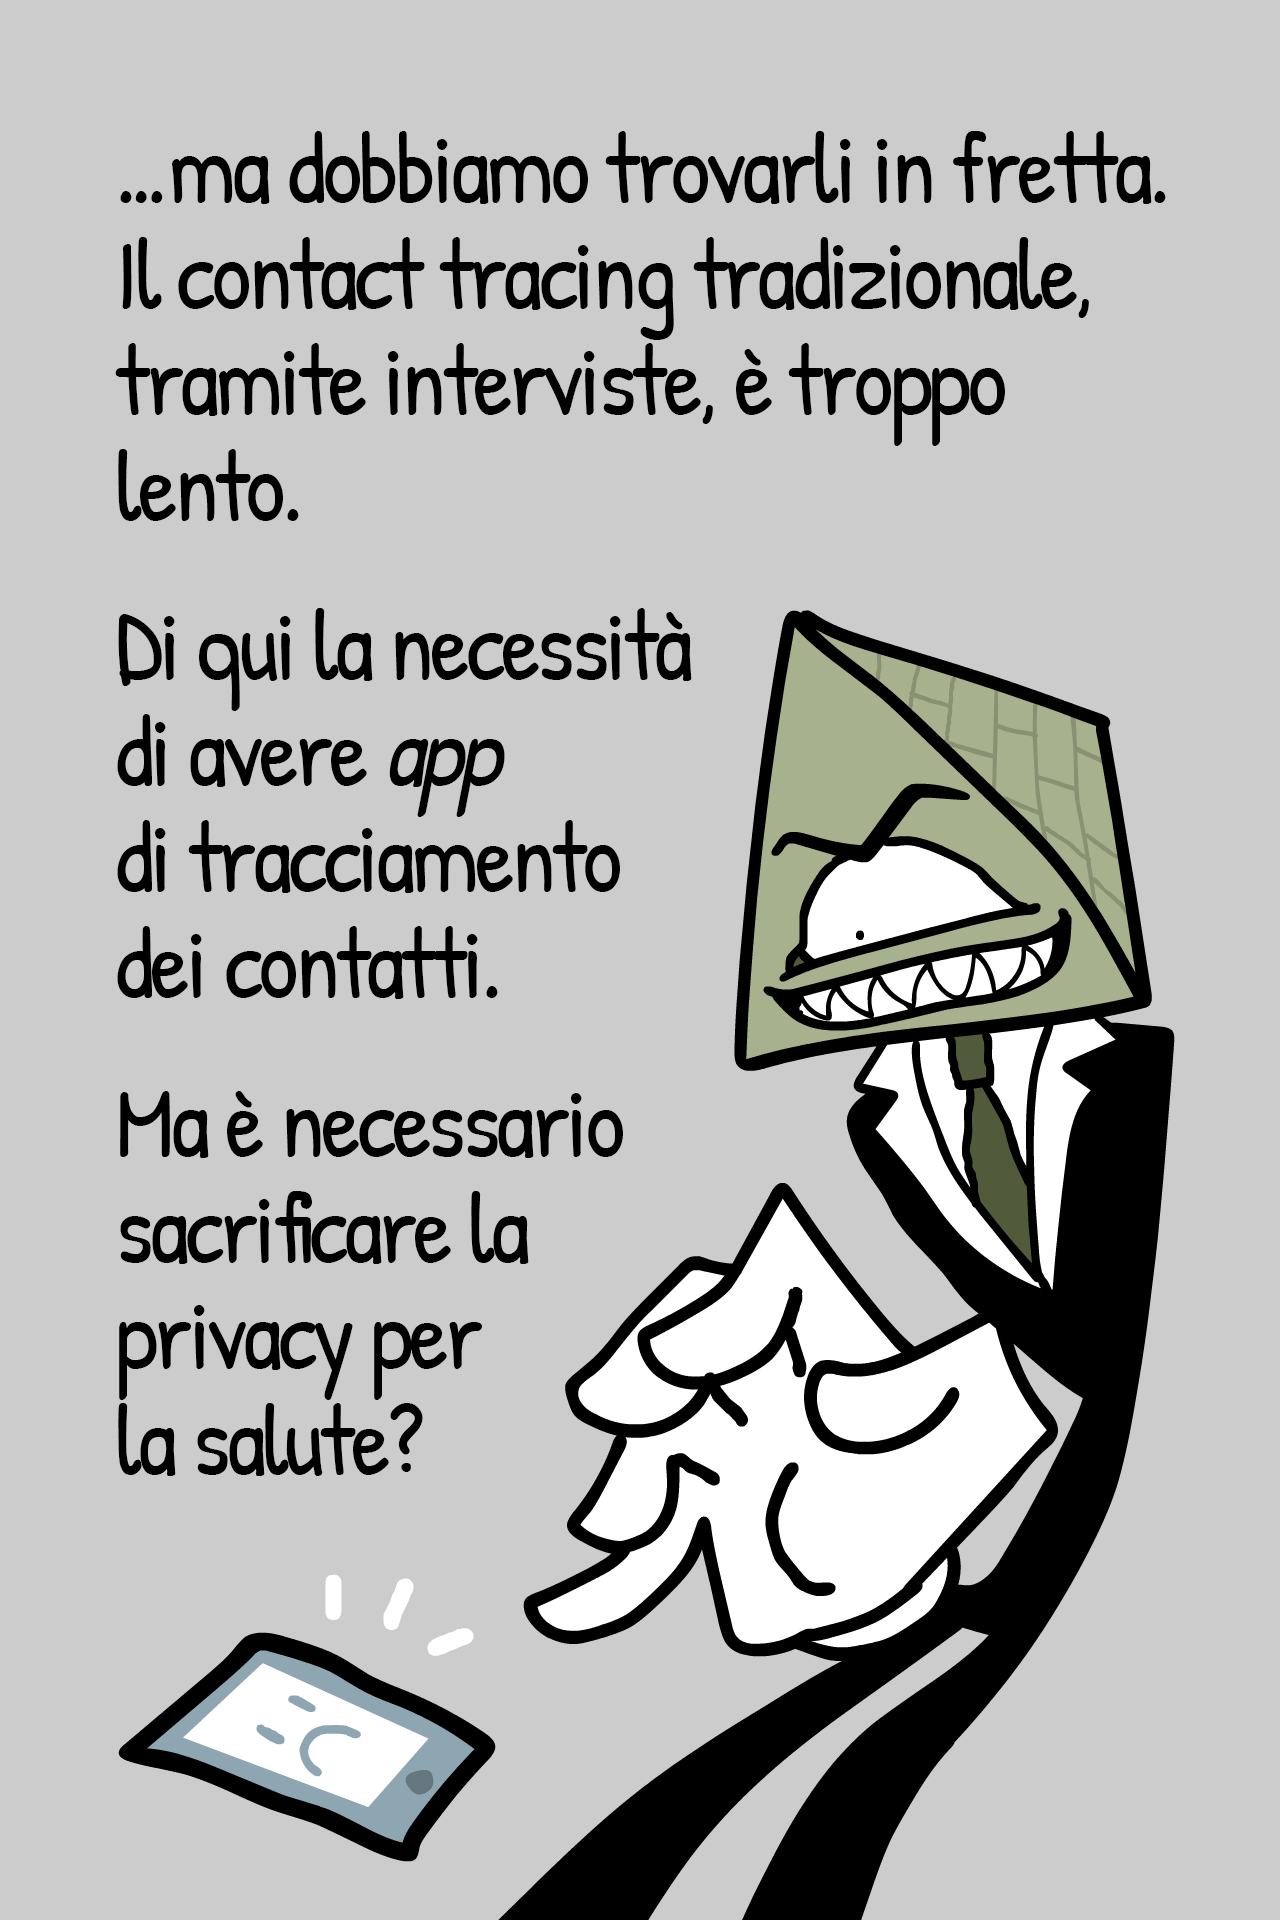 ...ma dobbiamo trovarli in fretta.
Il contact tracing tradizionale,
tramite interviste, è troppo
lento.
Di qui la necessità
di avere app
di tracciamento
dei contatti.
Ma è necessario
sacrificare la
privacy per
la salute?